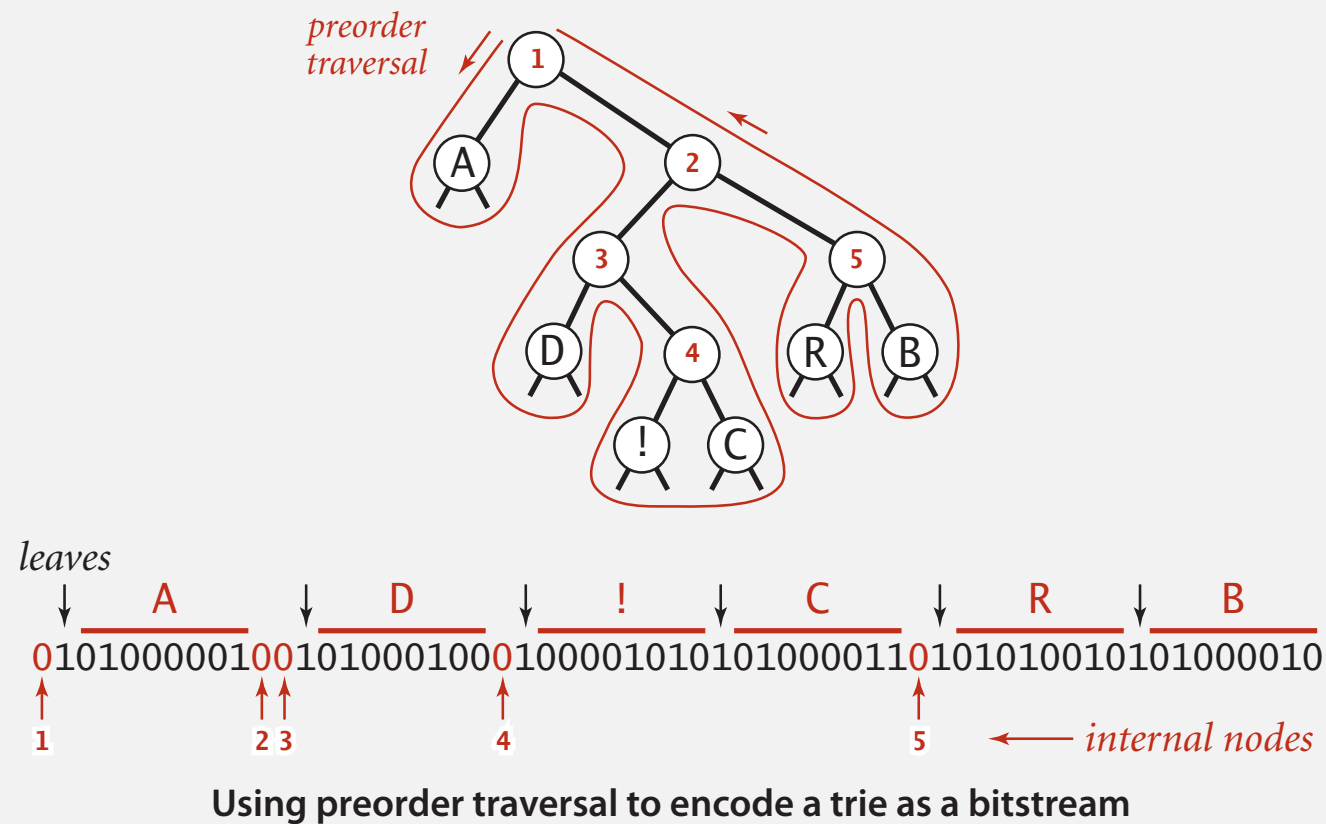 preorder
traversal
1
A
2
3
5
D
4
R
B
!
C
leaves
A D ! C R B
01010000010010100010001000010101010000110101010010101000010
1 2 3 4 5 internal nodes
Using preorder traversal to encode a trie as a bitstream